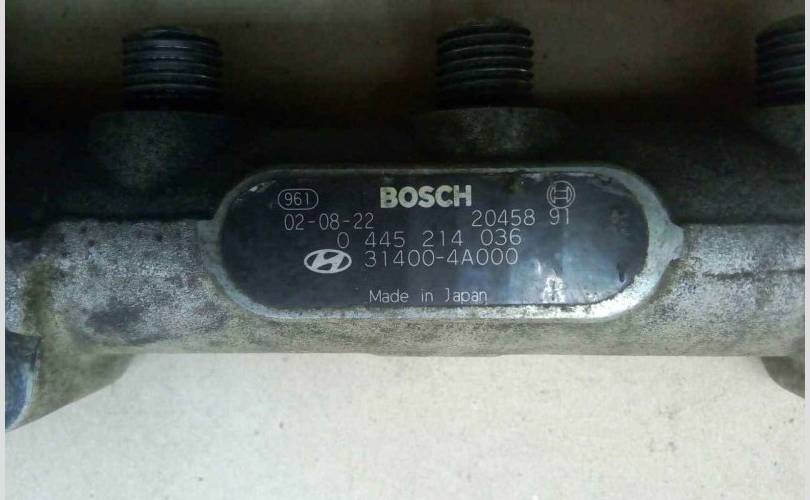 961 BOSCH
02-08-22 20458 91
0 445 214 036
31400-4A000
Made in Japan